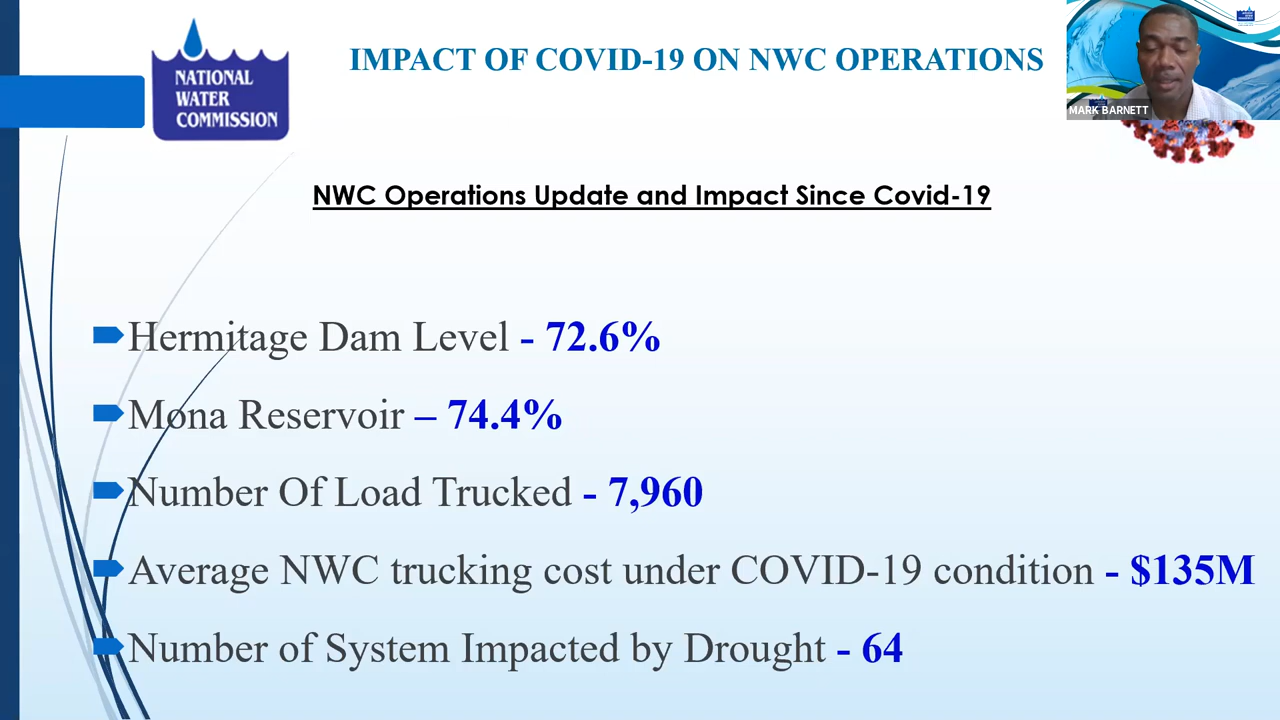 NATIONAL
WATER
COMMISSION
IMPACT OF COVID-19 ON NWC OPERATIONS
MARK BARNETT
NWC Operations Update and Impact Since Covid-19
Hermitage Dam Level - 72.6%
Mona Reservoir – 74.4%
Number Of Load Trucked - 7,960
Average NWC trucking cost under COVID-19 condition - $135M
Number of System Impacted by Drought - 64